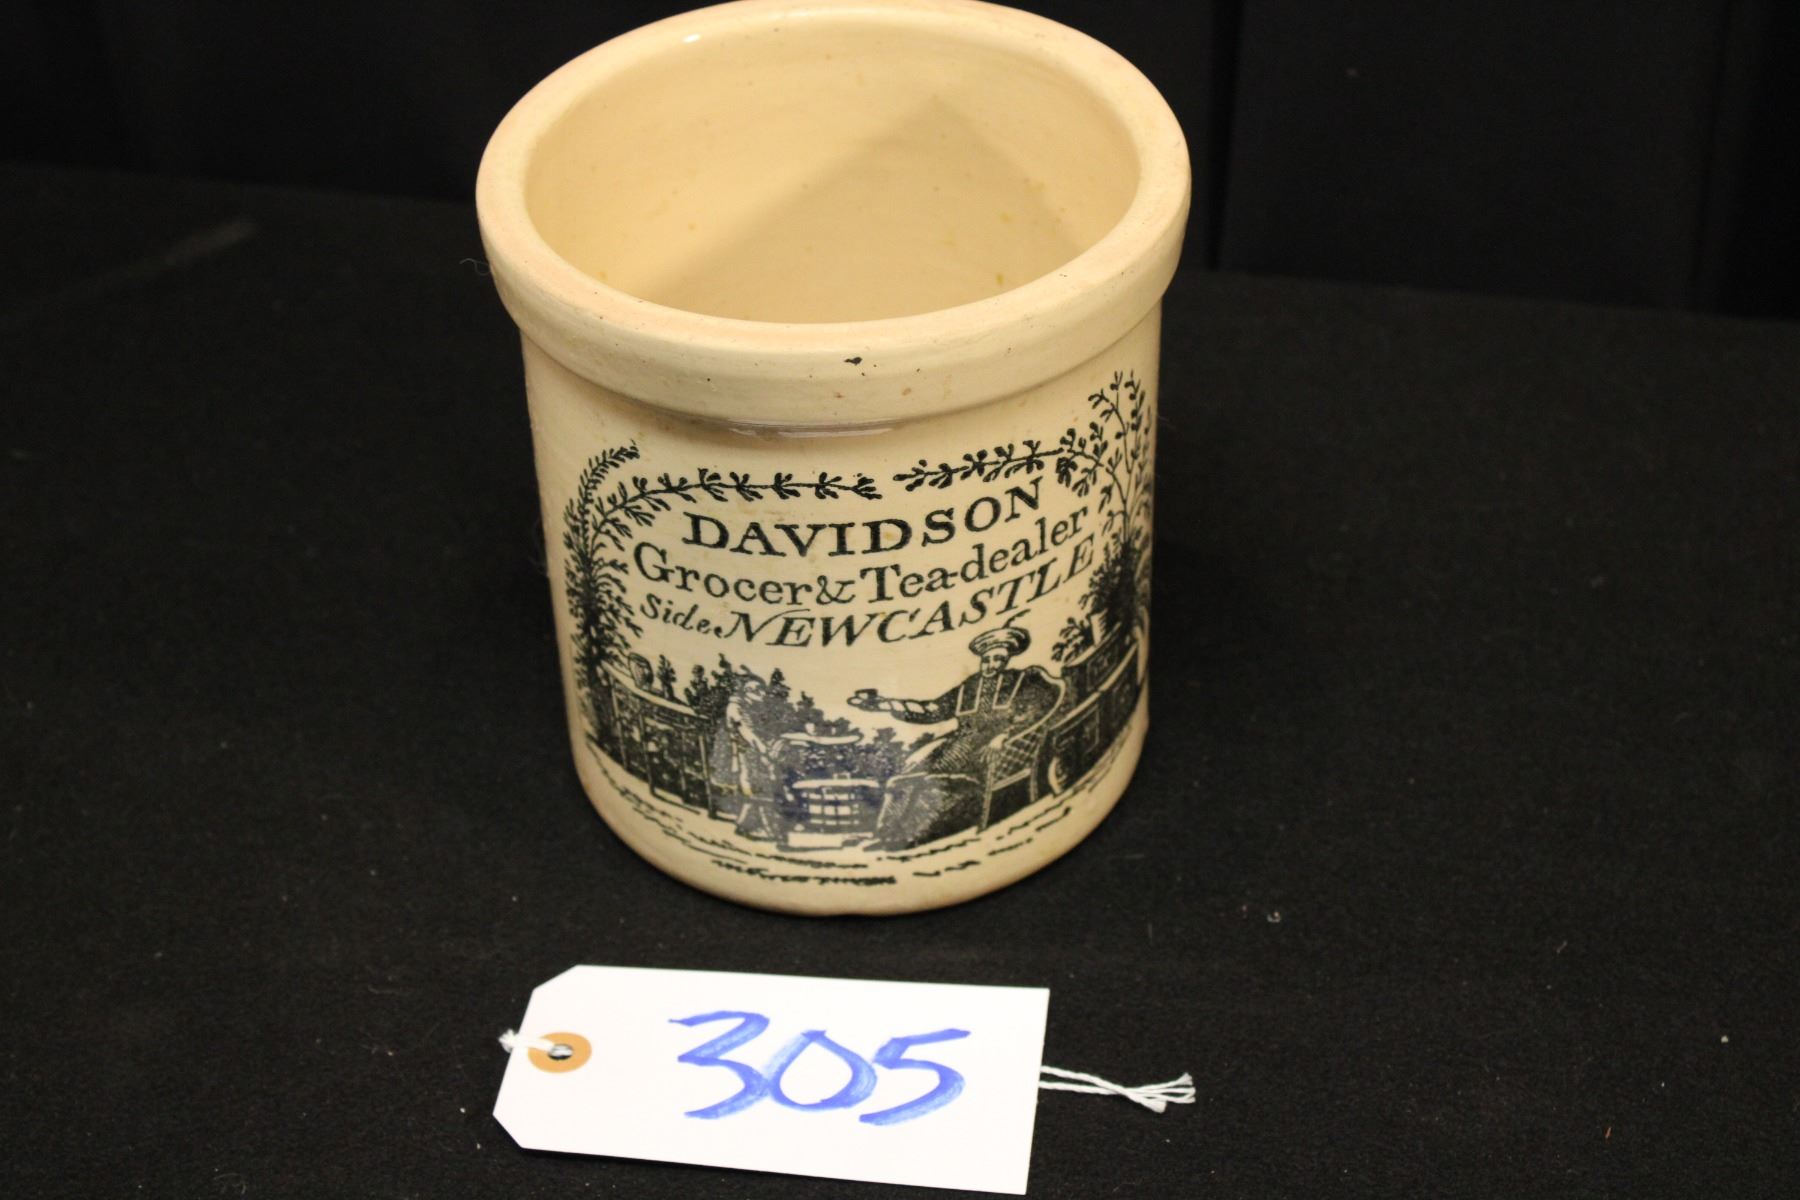 DAVIDSON
Grocer & Tea-dealer
Side NEWCASTLE
305